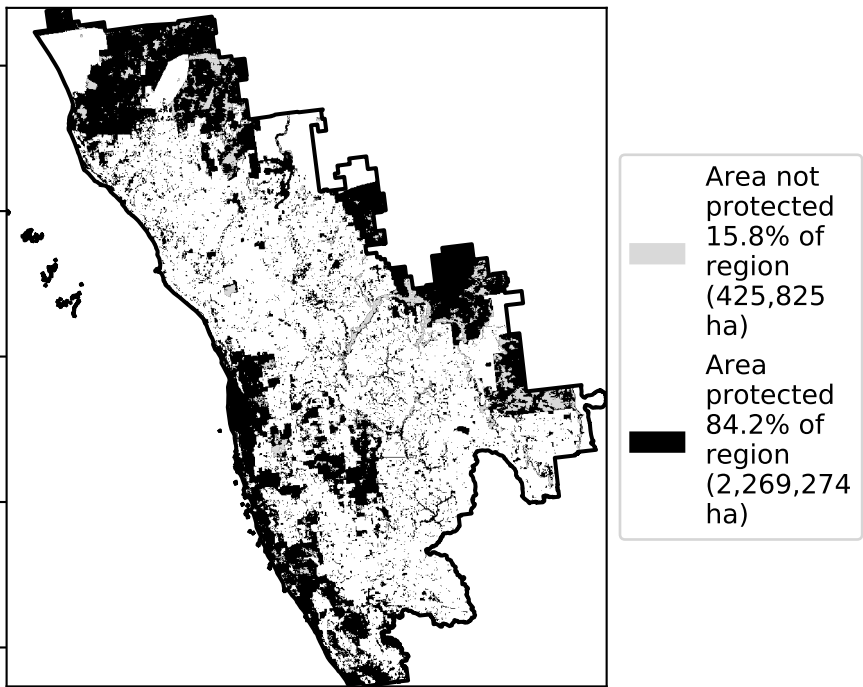 Area not
protected
15.8% of
region
(425,825
ha)
Area
protected
84.2% of
region
(2,269,274
ha)